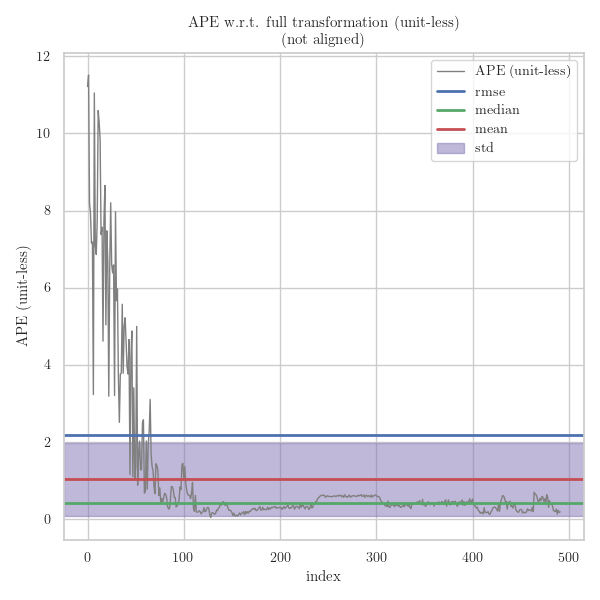 APE w.r.t. full transformation (unit-less)
(not aligned)
APE (unit-less)
rmse
median
mean
std
12
10
8
6
4
2
0
APE (unit-less)
0
100
200
300
400
500
index